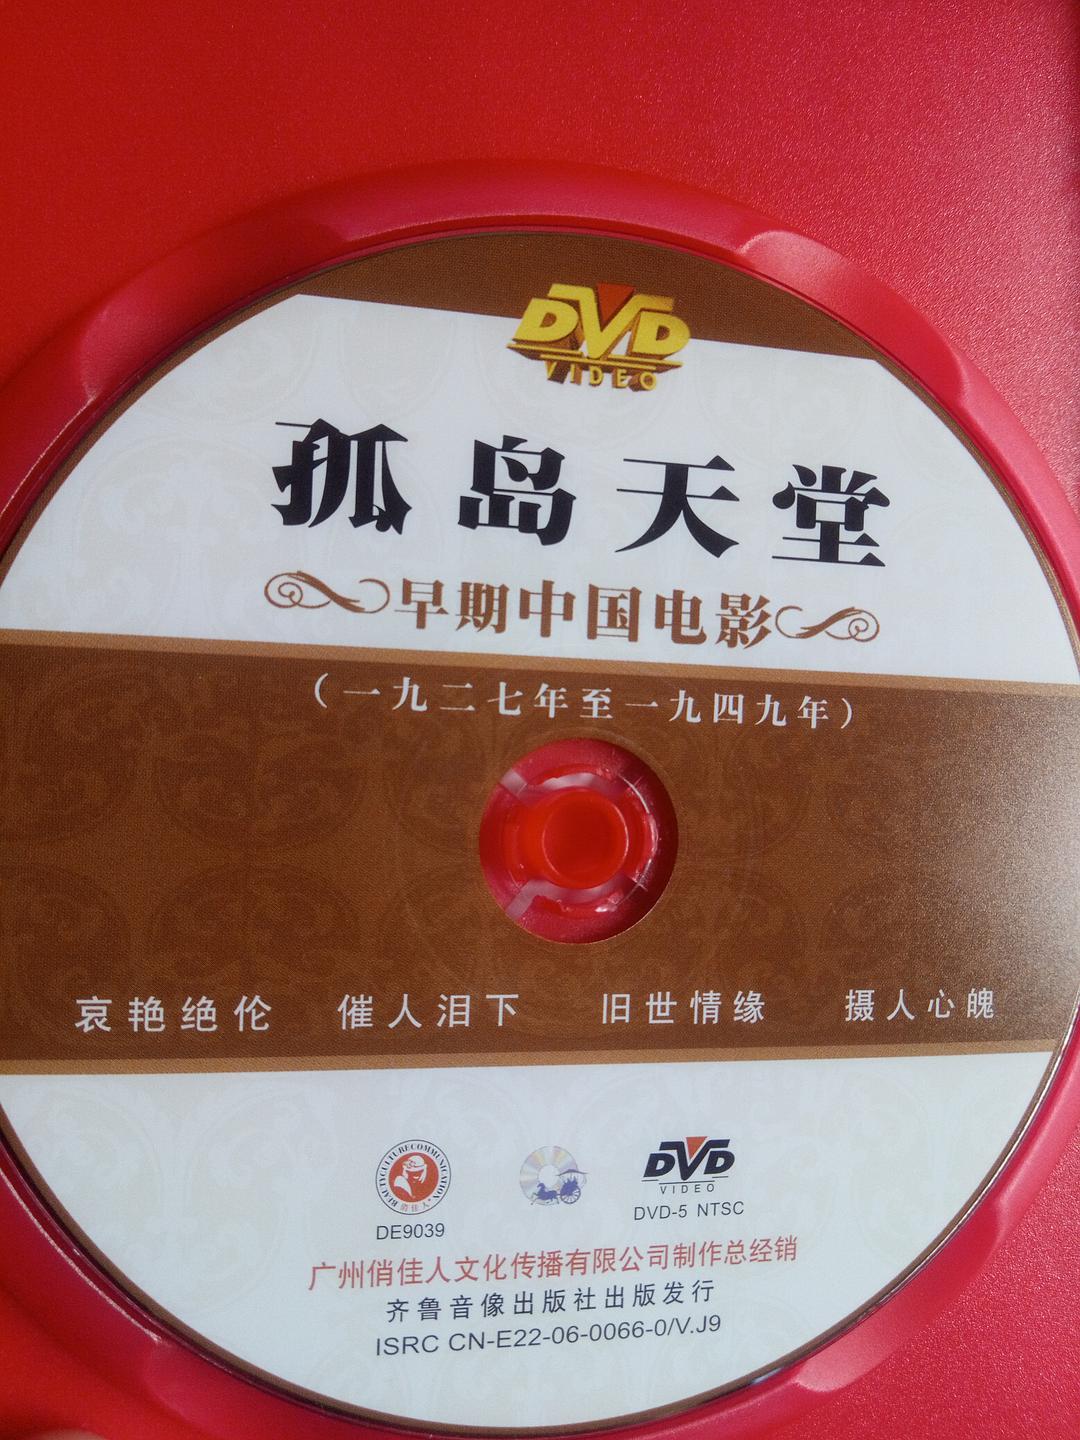 DVD
VIDEO
孤岛天堂
早期中国电影
（一九二七年至一九四九年）
哀艳绝伦 催人泪下 旧世情缘 摄人心魄
BEAUTYCULTURECOMMUNICATION
俏佳人
DE9039
DVD
VIDEO
DVD-5 NTSC
广州俏佳人文化传播有限公司制作总经销
齐鲁音像出版社出版发行
ISRC CN-E22-06-0066-0/V.J9